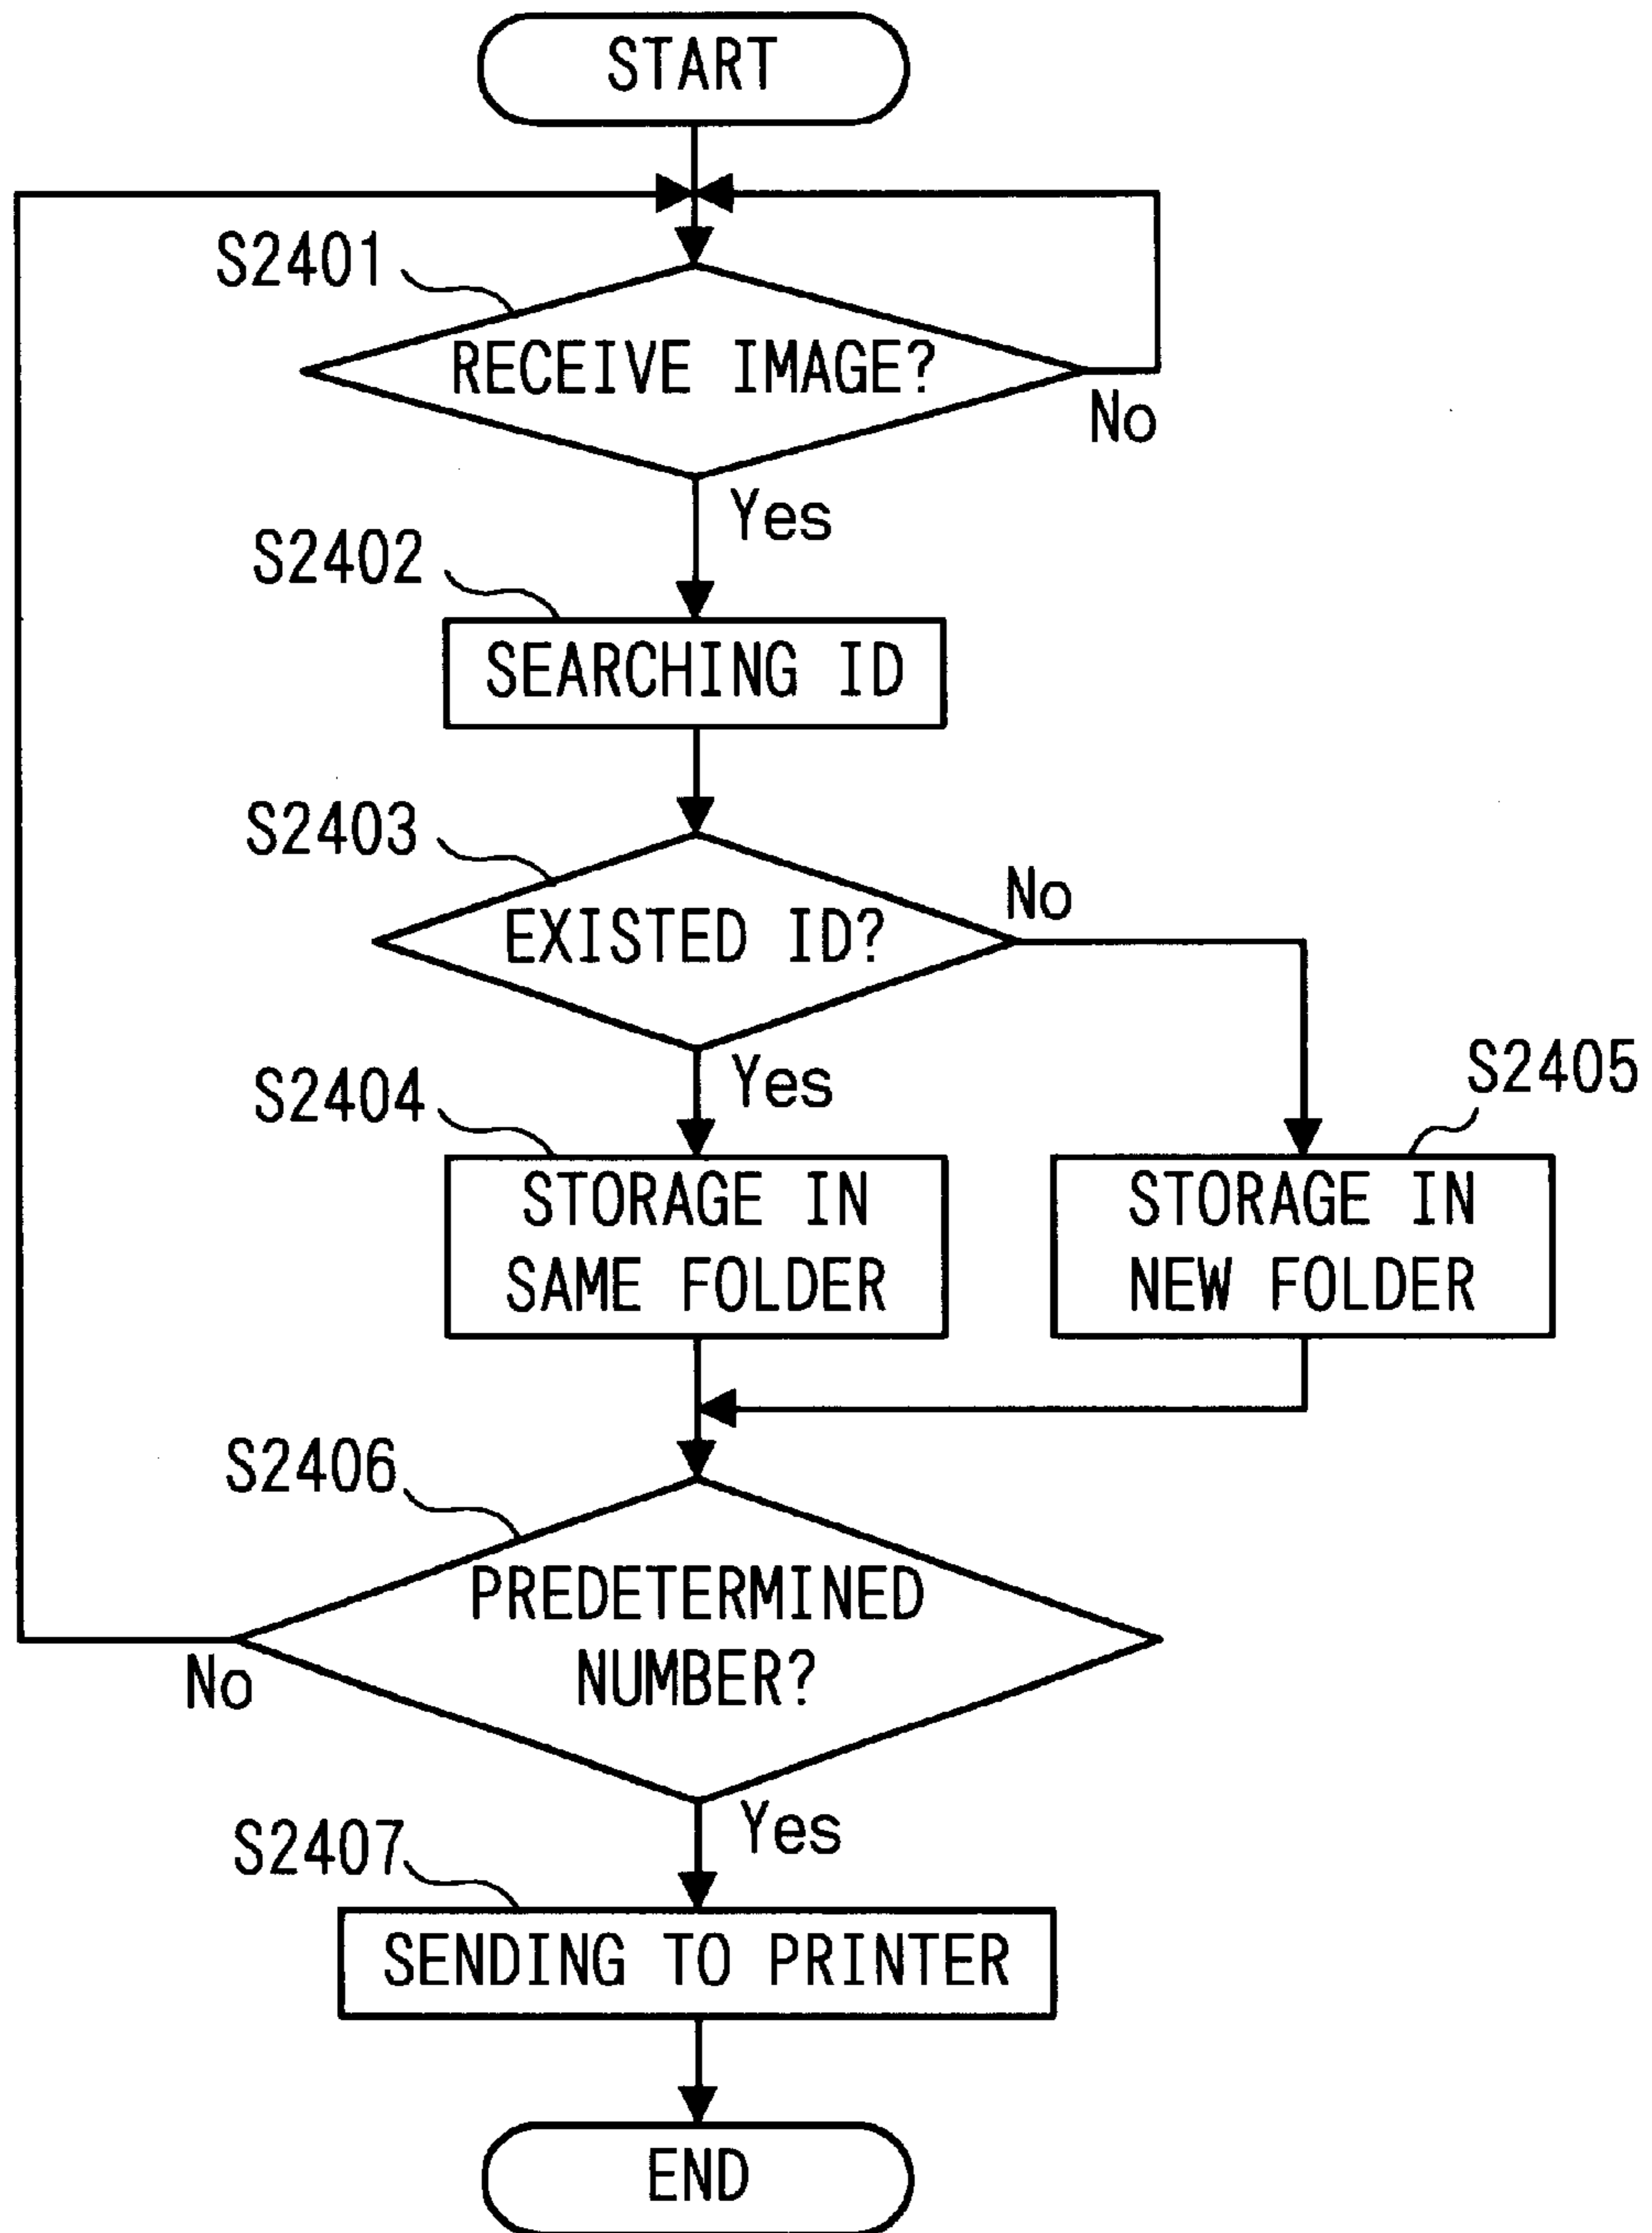 START
S2401
RECEIVE IMAGE?
No
Yes
S2402
SEARCHING ID
S2403
No
EXISTED ID?
Yes
S2404
S2405
STORAGE IN
SAME FOLDER
STORAGE IN
NEW FOLDER
S2406
PREDETERMINED
NUMBER?
No
Yes
S2407
SENDING TO PRINTER
END